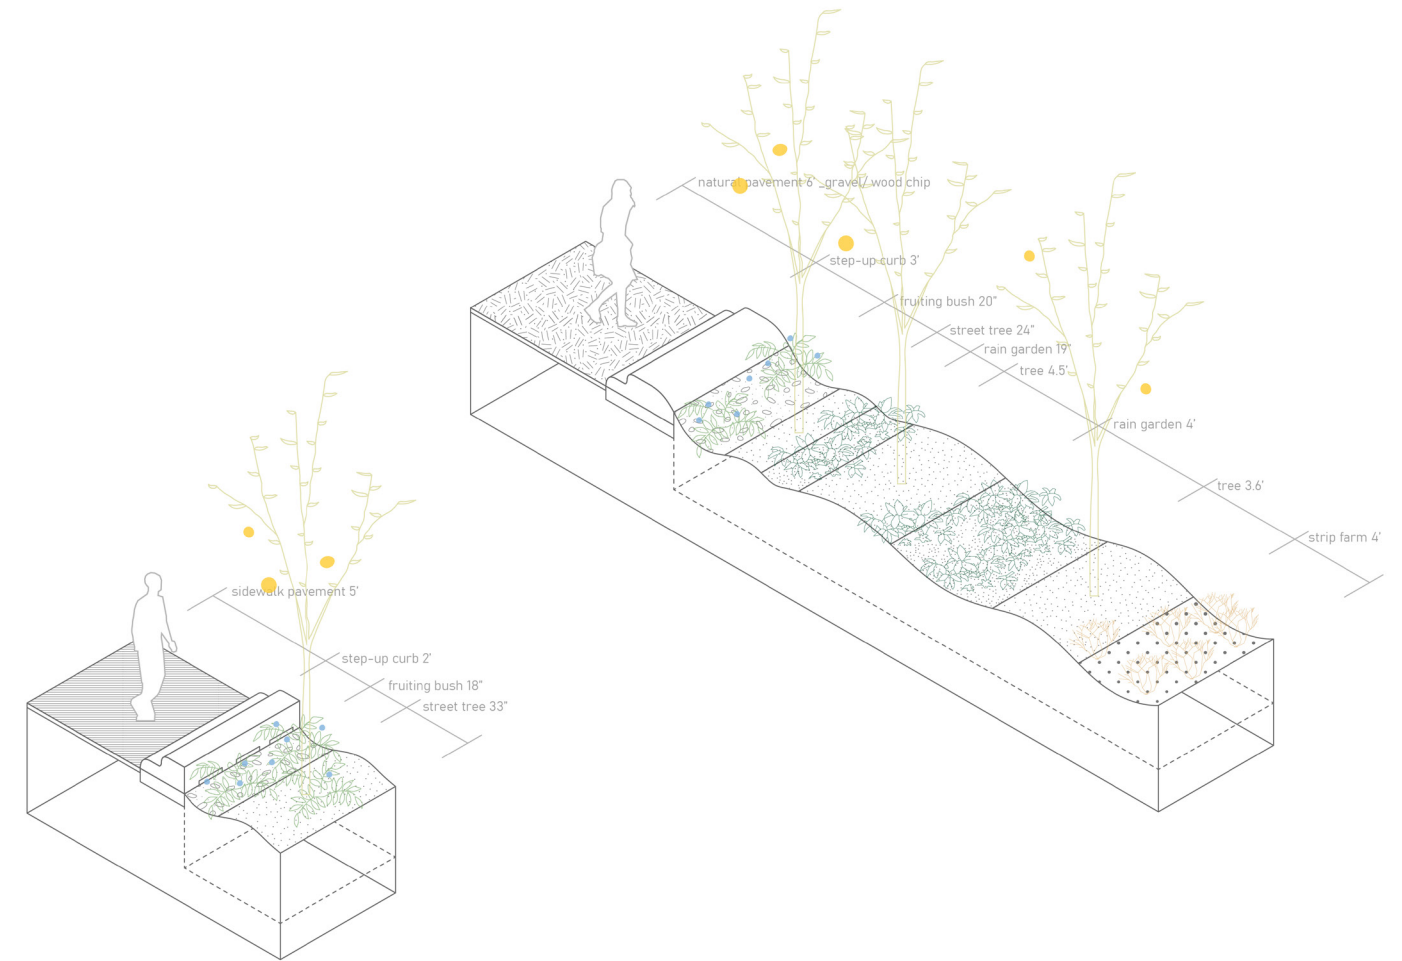 natural pavement 6' _gravel/ wood chip
step-up curb 3'
fruiting bush 20"
street tree 24"
rain garden 19"
tree 4.5'
rain garden 4'
tree 3.6'
strip farm 4'
sidewalk pavement 5'
step-up curb 2'
fruiting bush 18"
street tree 33"